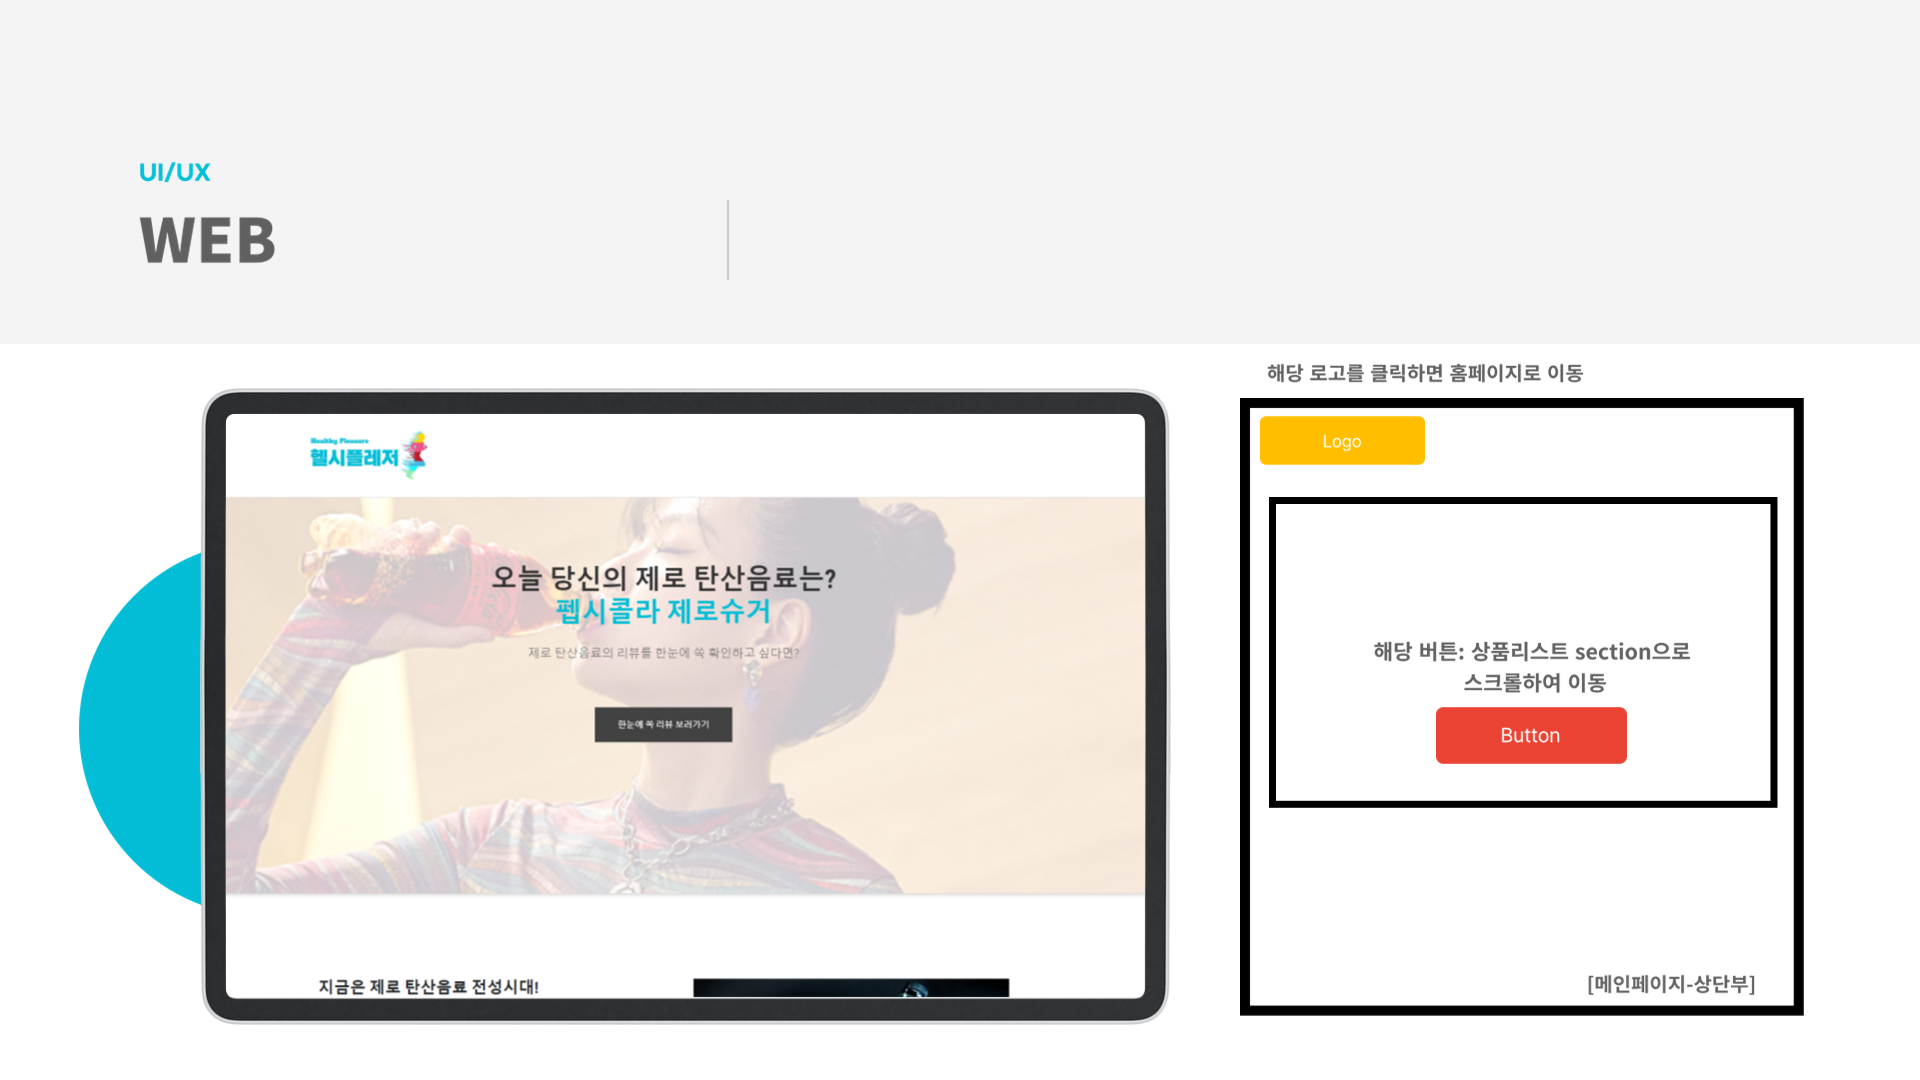 UI/UX
WEB
Healthy Pleasure
헬시플레저
오늘 당신의 제로 탄산음료는?
펩시콜라 제로슈거
제로 탄산음료의 리뷰를 한눈에 쏙 확인하고 싶다면?
한눈에 쏙 리뷰 보러가기
지금은 제로 탄산음료 전성시대!
해당 로고를 클릭하면 홈페이지로 이동
Logo
해당 버튼: 상품리스트 section으로
스크롤하여 이동
Button
[메인페이지-상단부]